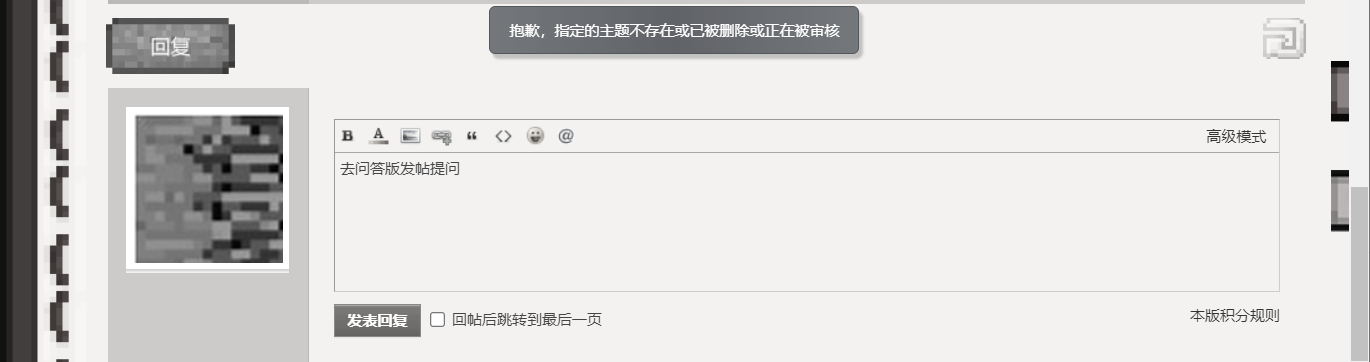 抱歉，指定的主题不存在或已被删除或正在被审核
回复
B A “ <> @
高级模式
去问答版发帖提问
发表回复
回帖后跳转到最后一页
本版积分规则